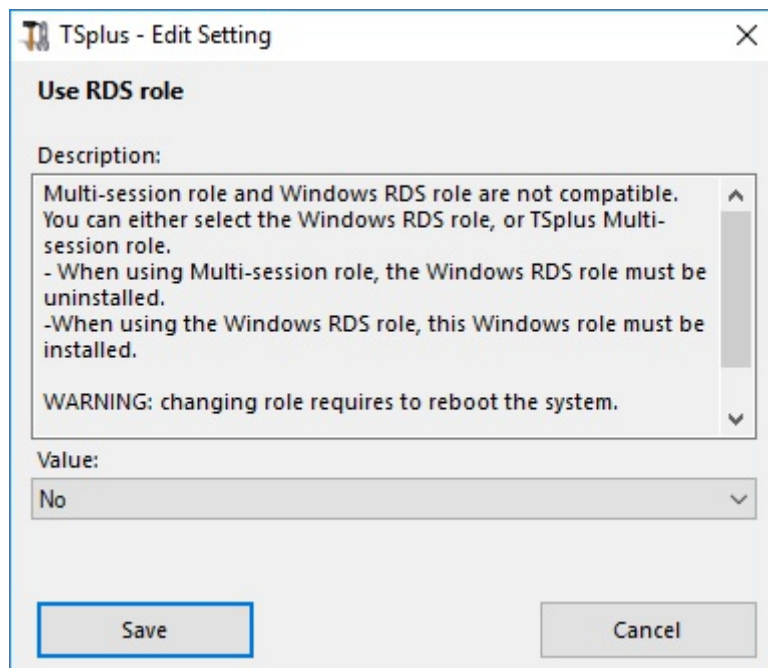 TSplus - Edit Setting
Use RDS role
Description:
Multi-session role and Windows RDS role are not compatible.
You can either select the Windows RDS role, or TSplus Multi-
session role.
- When using Multi-session role, the Windows RDS role must be
uninstalled.
-When using the Windows RDS role, this Windows role must be
installed.
WARNING: changing role requires to reboot the system.
Value:
No
Save
Cancel